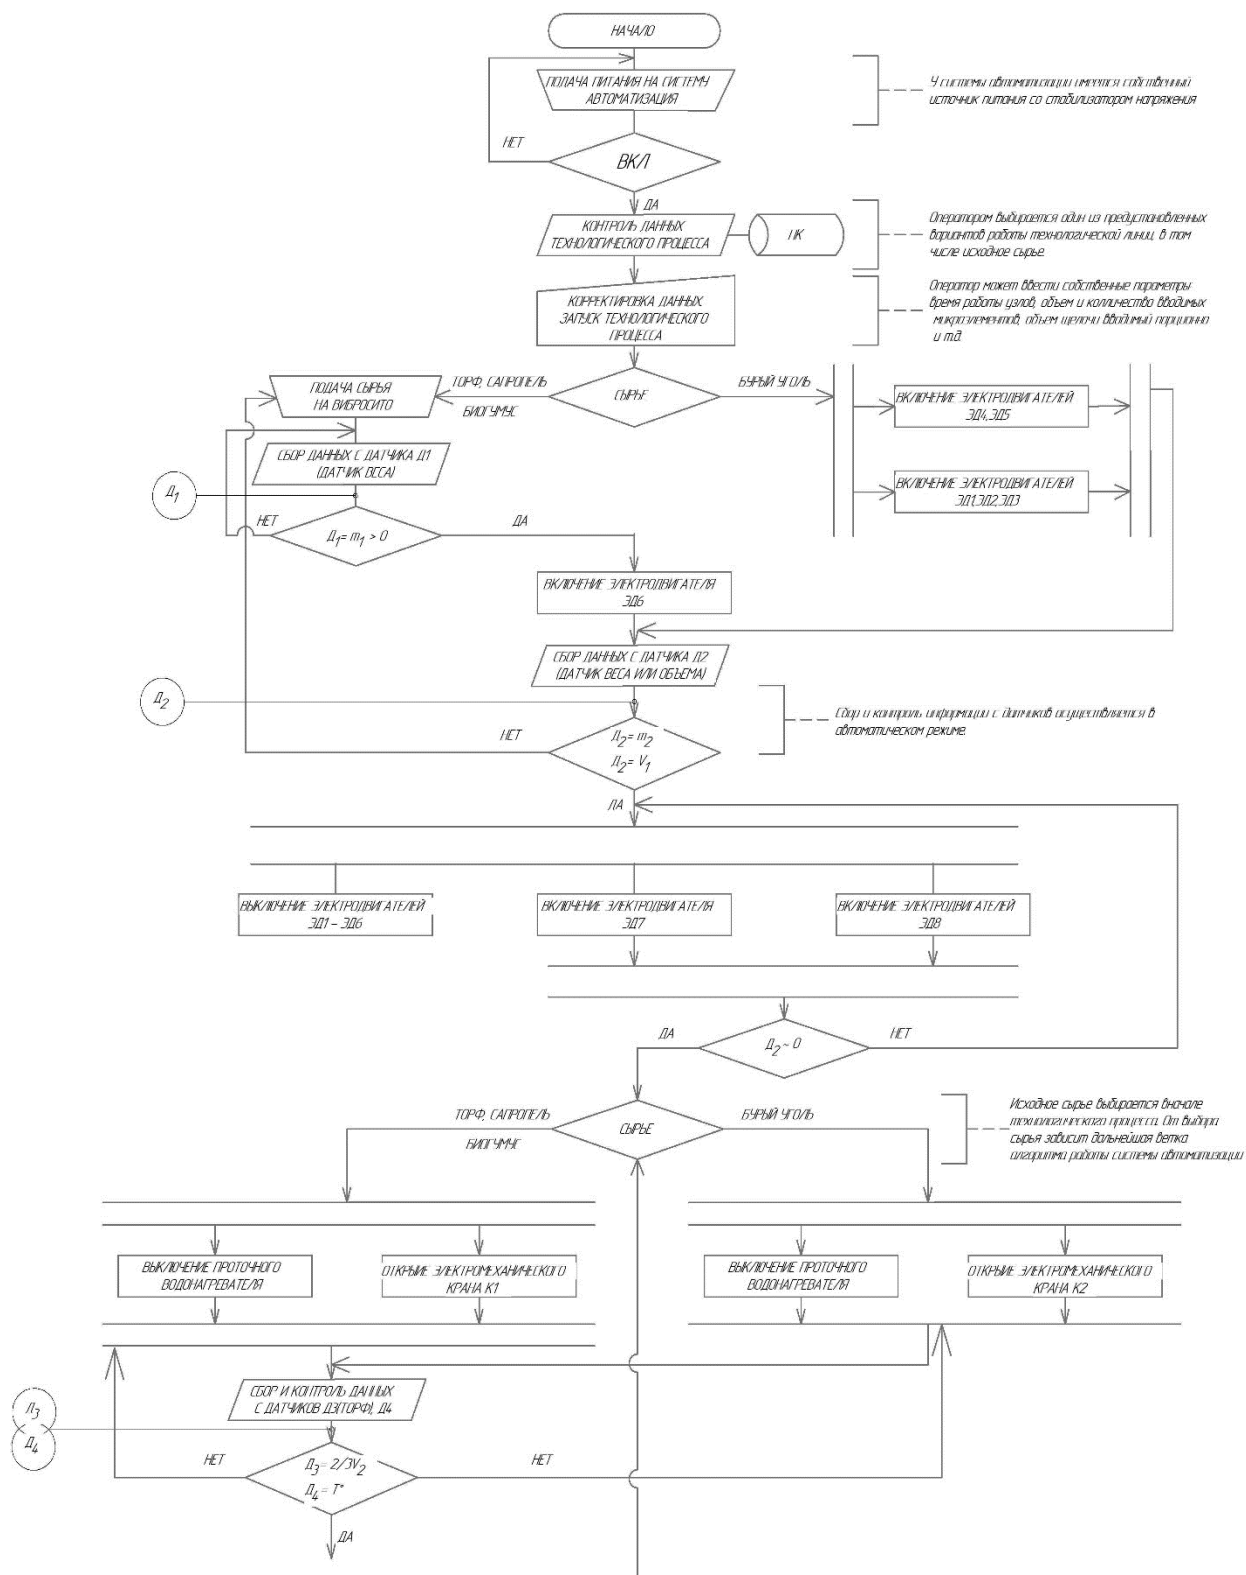 НАЧАЛО
ПОДАЧА ПИТАНИЯ НА СИСТЕМУ
АВТОМАТИЗАЦИЯ
У системы автоматизации имеется собственный
источник питания со стабилизатором напряжения
НЕТ
ВКЛ
ДА
КОНТРОЛЬ ДАННЫХ
ТЕХНОЛОГИЧЕСКОГО ПРОЦЕССА
ПК
Оператором выбирается один из предустановленных
вариантов работы технологической линии, в том
числе исходное сырье.
КОРРЕКТИРОВКА ДАННЫХ
ЗАПУСК ТЕХНОЛОГИЧЕСКОГО
ПРОЦЕССА
Оператор может ввести собственные параметры:
время работы узлов, объем и колличество вводимых
микроэлементов, объем щелочи вводимый порционно
и т.д.
ПОДАЧА СЫРЬЯ
НА ВИБРОСИТО
ТОРФ, САПРОПЕЛЬ
БИОГУМУС
СЫРЬЕ
БУРЫЙ УГОЛЬ
ВКЛЮЧЕНИЕ ЭЛЕКТРОДВИГАТЕЛЕЙ
ЭД4,ЭД5
СБОР ДАННЫХ С ДАТЧИКА Д1
(ДАТЧИК ВЕСА)
ВКЛЮЧЕНИЕ ЭЛЕКТРОДВИГАТЕЛЕЙ
ЭД1,ЭД2,ЭД3
Д1
НЕТ
Д1= m1 > 0
ДА
ВКЛЮЧЕНИЕ ЭЛЕКТРОДВИГАТЕЛЯ
ЭД6
СБОР ДАННЫХ С ДАТЧИКА Д2
(ДАТЧИК ВЕСА ИЛИ ОБЪЕМА)
Д2
Сбор и контроль информации с датчиков осуществляется в
автоматическом режиме.
НЕТ
Д2= m2
Д2= V1
ДА
ВЫКЛЮЧЕНИЕ ЭЛЕКТРОДВИГАТЕЛЕЙ
ЭД1 - ЭД6
ВКЛЮЧЕНИЕ ЭЛЕКТРОДВИГАТЕЛЯ
ЭД7
ВКЛЮЧЕНИЕ ЭЛЕКТРОДВИГАТЕЛЕЙ
ЭД8
ДА
Д2 ~ 0
НЕТ
ТОРФ, САПРОПЕЛЬ
БИОГУМУС
СЫРЬЕ
БУРЫЙ УГОЛЬ
Исходное сырье выбирается вначале
технологического процесса. От выбора
сырья зависит дальнейшая ветка
алгоритма работы системы автоматизации
ВЫКЛЮЧЕНИЕ ПРОТОЧНОГО
ВОДОНАГРЕВАТЕЛЯ
ОТКРЫИЕ ЭЛЕКТРОМЕХАНИЧЕСКОГО
КРАНА К1
ВЫКЛЮЧЕНИЕ ПРОТОЧНОГО
ВОДОНАГРЕВАТЕЛЯ
ОТКРЫИЕ ЭЛЕКТРОМЕХАНИЧЕСКОГО
КРАНА К2
СБОР И КОНТРОЛЬ ДАННЫХ
С ДАТЧИКОВ Д3(ТОРФ), Д4
Д3
Д4
НЕТ
Д3= 2/3V2
Д4= T°
НЕТ
ДА